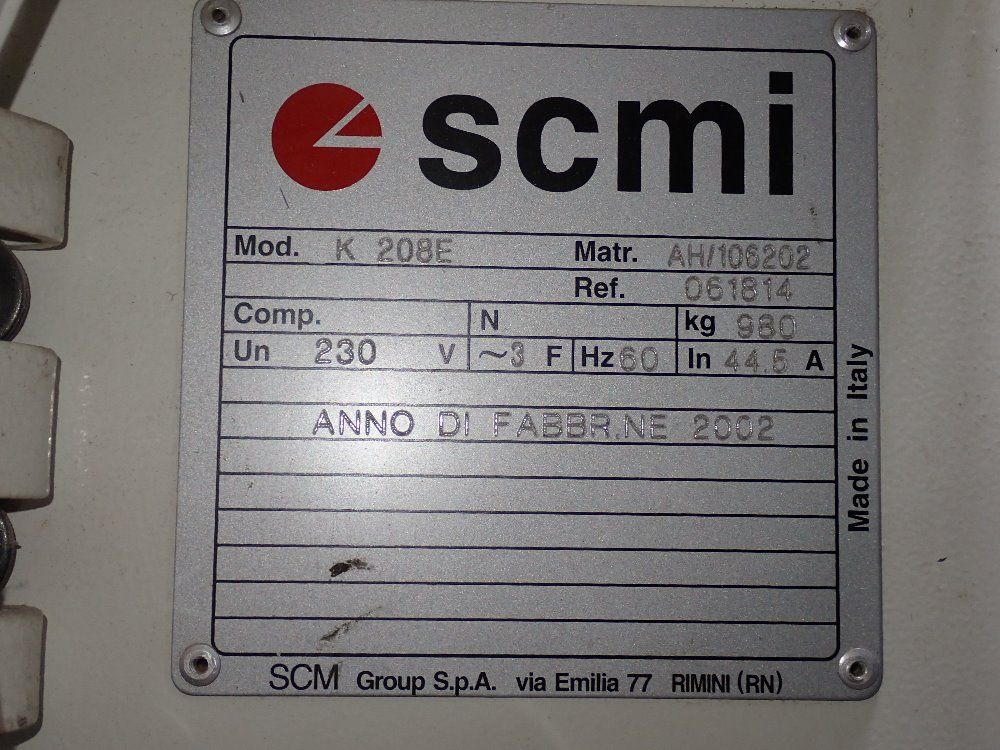 scmi
Mod. K 208E Matr. AH/106202
Ref. 061814
Comp. N kg 980
Un 230 V ~3 F Hz 60 In 44.5 A
ANNO DI FABBR.NE 2002
Made in Italy
SCM Group S.p.A. via Emilia 77 RIMINI (RN)